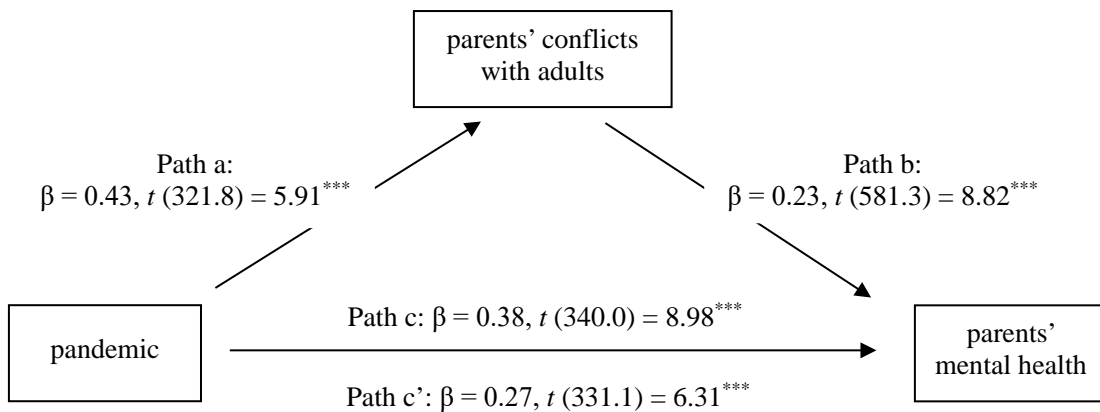 parents’ conflicts
with adults
Path a:
β = 0.43, t (321.8) = 5.91***
Path b:
β = 0.23, t (581.3) = 8.82***
pandemic
Path c: β = 0.38, t (340.0) = 8.98***
Path c’: β = 0.27, t (331.1) = 6.31***
parents’
mental health